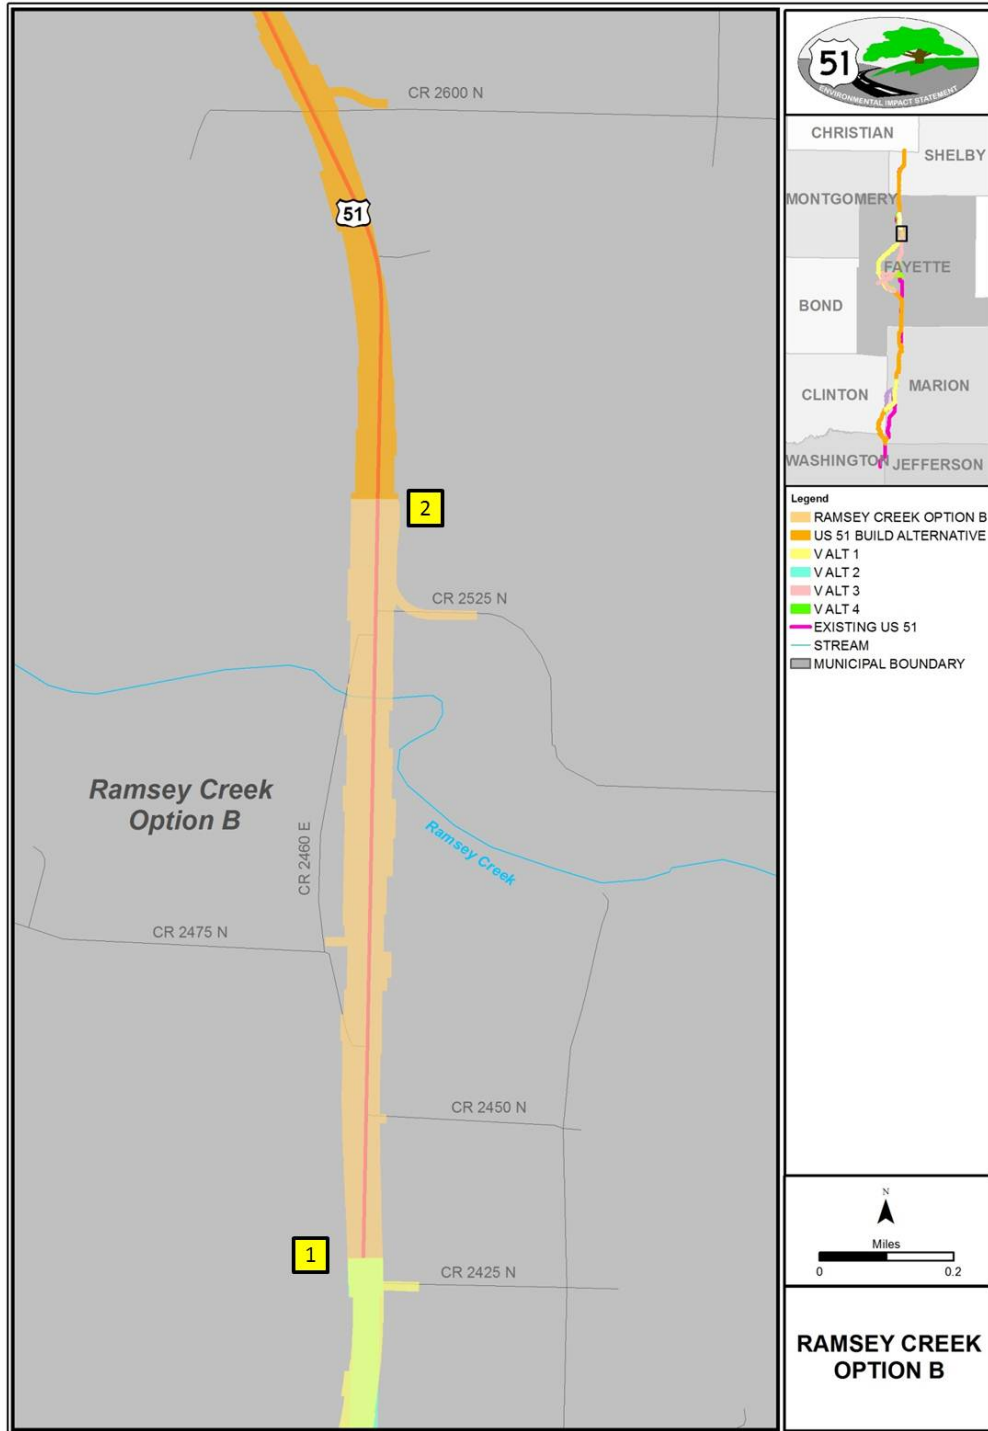 CR 2600 N
51
2
CR 2525 N
Ramsey Creek
Option B
CR 2460 E
Ramsey Creek
CR 2475 N
CR 2450 N
1
CR 2425 N
51
ENVIRONMENTAL IMPACT STATEMENT
CHRISTIAN
SHELBY
MONTGOMERY
FAYETTE
BOND
MARION
CLINTON
WASHINGTON
JEFFERSON
Legend
RAMSEY CREEK OPTION B
US 51 BUILD ALTERNATIVE
V ALT 1
V ALT 2
V ALT 3
V ALT 4
EXISTING US 51
STREAM
MUNICIPAL BOUNDARY
N
Miles
0 0.2
RAMSEY CREEK
OPTION B